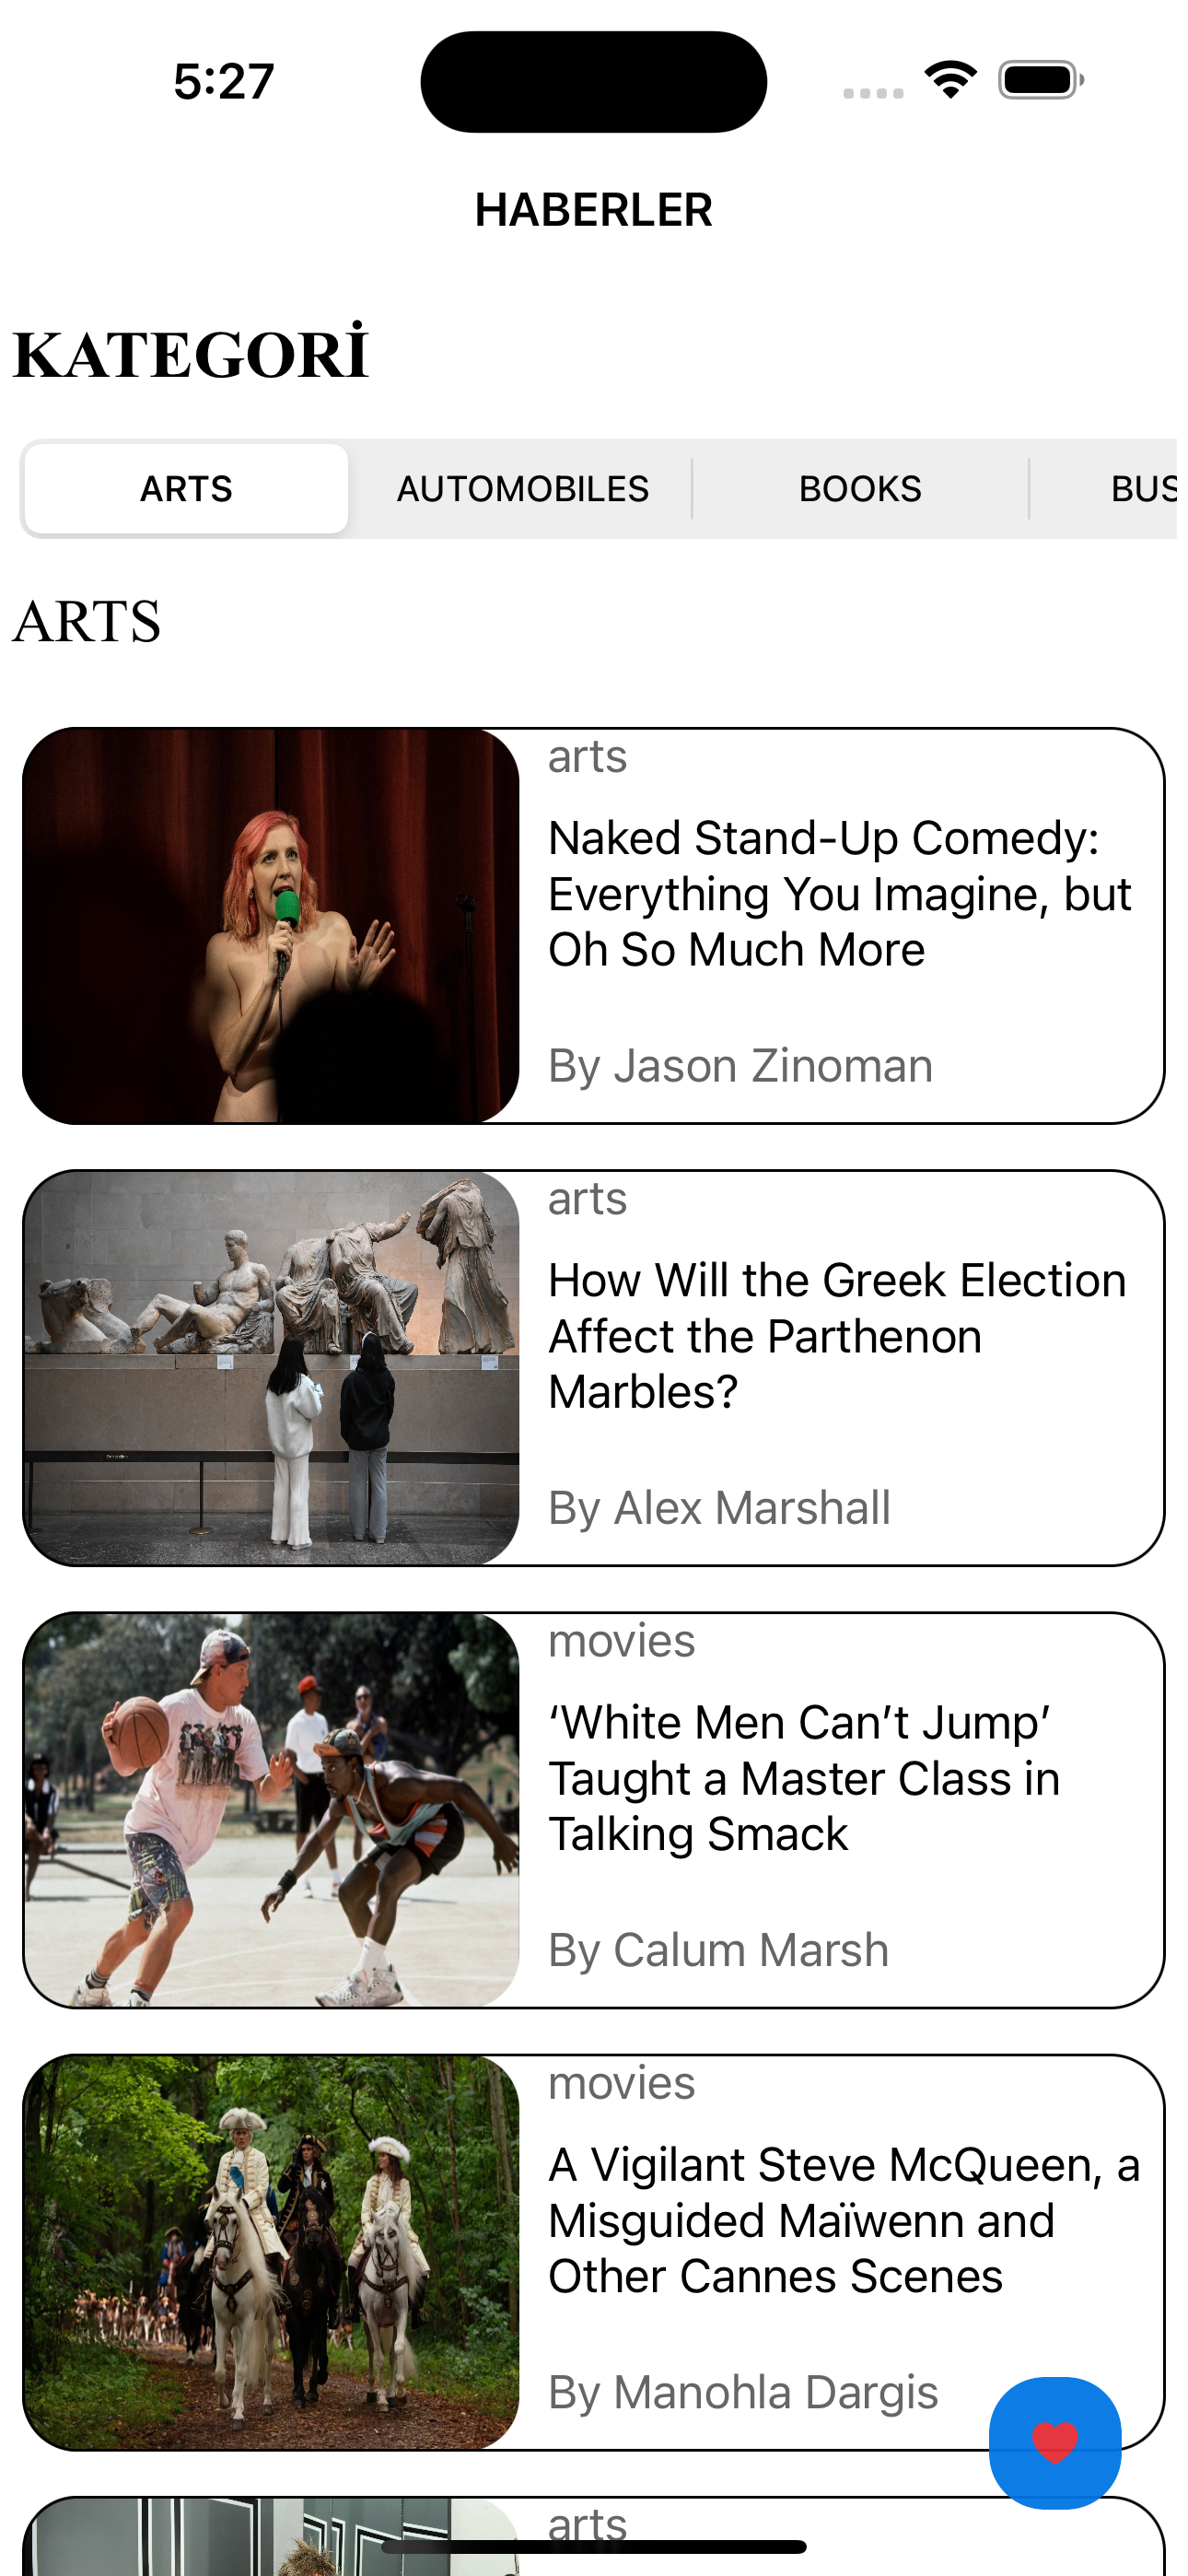 5:27
HABERLER
KATEGORİ
ARTS
AUTOMOBILES
BOOKS
BUS
ARTS
arts
Naked Stand-Up Comedy:
Everything You Imagine, but
Oh So Much More
By Jason Zinoman
arts
How Will the Greek Election
Affect the Parthenon
Marbles?
By Alex Marshall
movies
‘White Men Can’t Jump’
Taught a Master Class in
Talking Smack
By Calum Marsh
movies
A Vigilant Steve McQueen, a
Misguided Maïwenn and
Other Cannes Scenes
By Manohla Dargis
arts